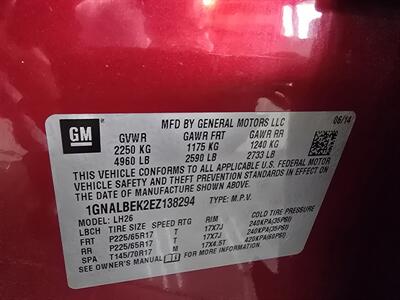 GM
MFD BY GENERAL MOTORS LLC
06/14
GVWR GAWR FRT GAWR RR
2250 KG 1175 KG 1240 KG
4960 LB 2590 LB 2733 LB
THIS VEHICLE CONFORMS TO ALL APPLICABLE U.S. FEDERAL MOTOR
VEHICLE SAFETY AND THEFT PREVENTION STANDARDS IN EFFECT ON
THE DATE OF MANUFACTURE SHOWN ABOVE.
1GNALBEK2EZ138294 TYPE: M.P.V.
MODEL: LH26
LBCH TIRE SIZE SPEED RTG RIM COLD TIRE PRESSURE
FRT P225/65R17 T 17X7J 240KPA(35PSI)
RR P225/65R17 T 17X7J 240KPA(35PSI)
SPA T145/70R17 M 17X4.5T 420KPA(60PSI)
SEE OWNER'S MANUAL FOR MORE INFORMATION.